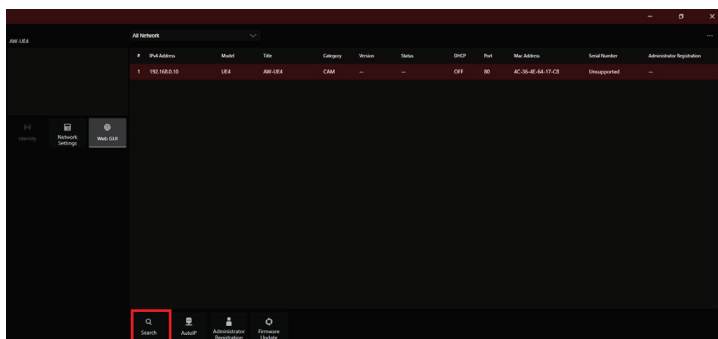 All Network
AW-UE4
# IPv4 Address Model Title Category Version Status DHCP Port Mac Address Serial Number Administrator Registration
1 192.168.0.10 UE4 AW-UE4 CAM -- -- OFF 80 4C-36-4E-64-17-C8 Unsupported --
Identity
Network
Settings
Web GUI
Search
AutoIP
Administrator
Registration
Firmware
Update